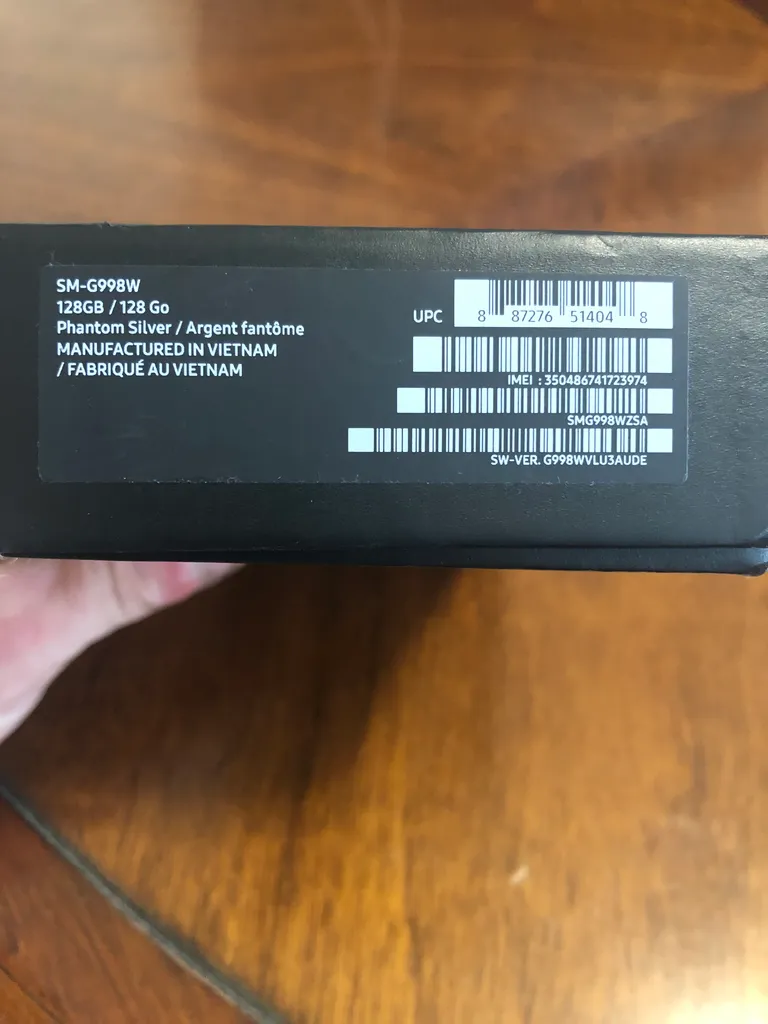 SM-G998W
128GB / 128 Go
Phantom Silver / Argent fantôme
MANUFACTURED IN VIETNAM
/ FABRIQUÉ AU VIETNAM
UPC 8 87276 51404 8
IMEI : 350486741723974
SMG998WZSA
SW-VER. G998WVLU3AUDE